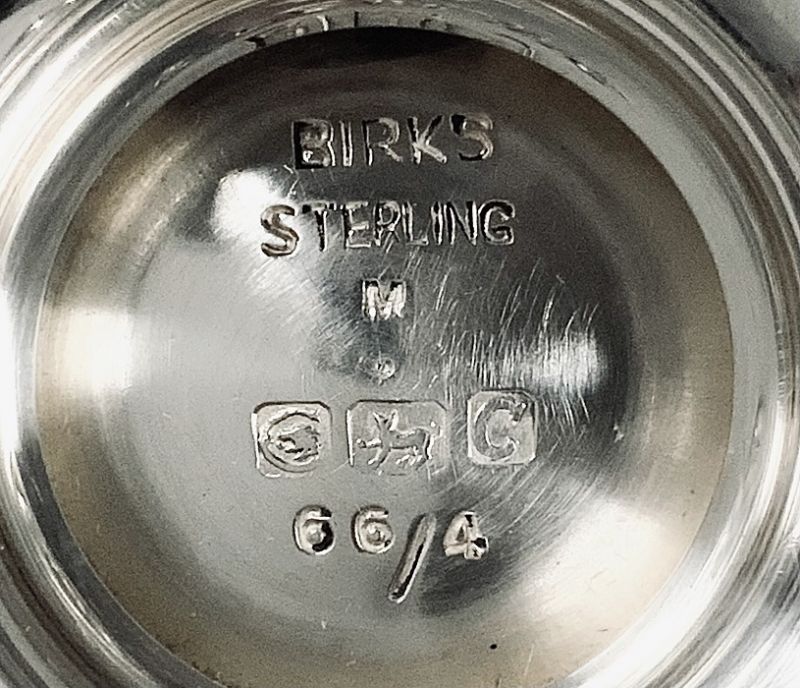 BIRKS
STERLING
M
C C
66/4